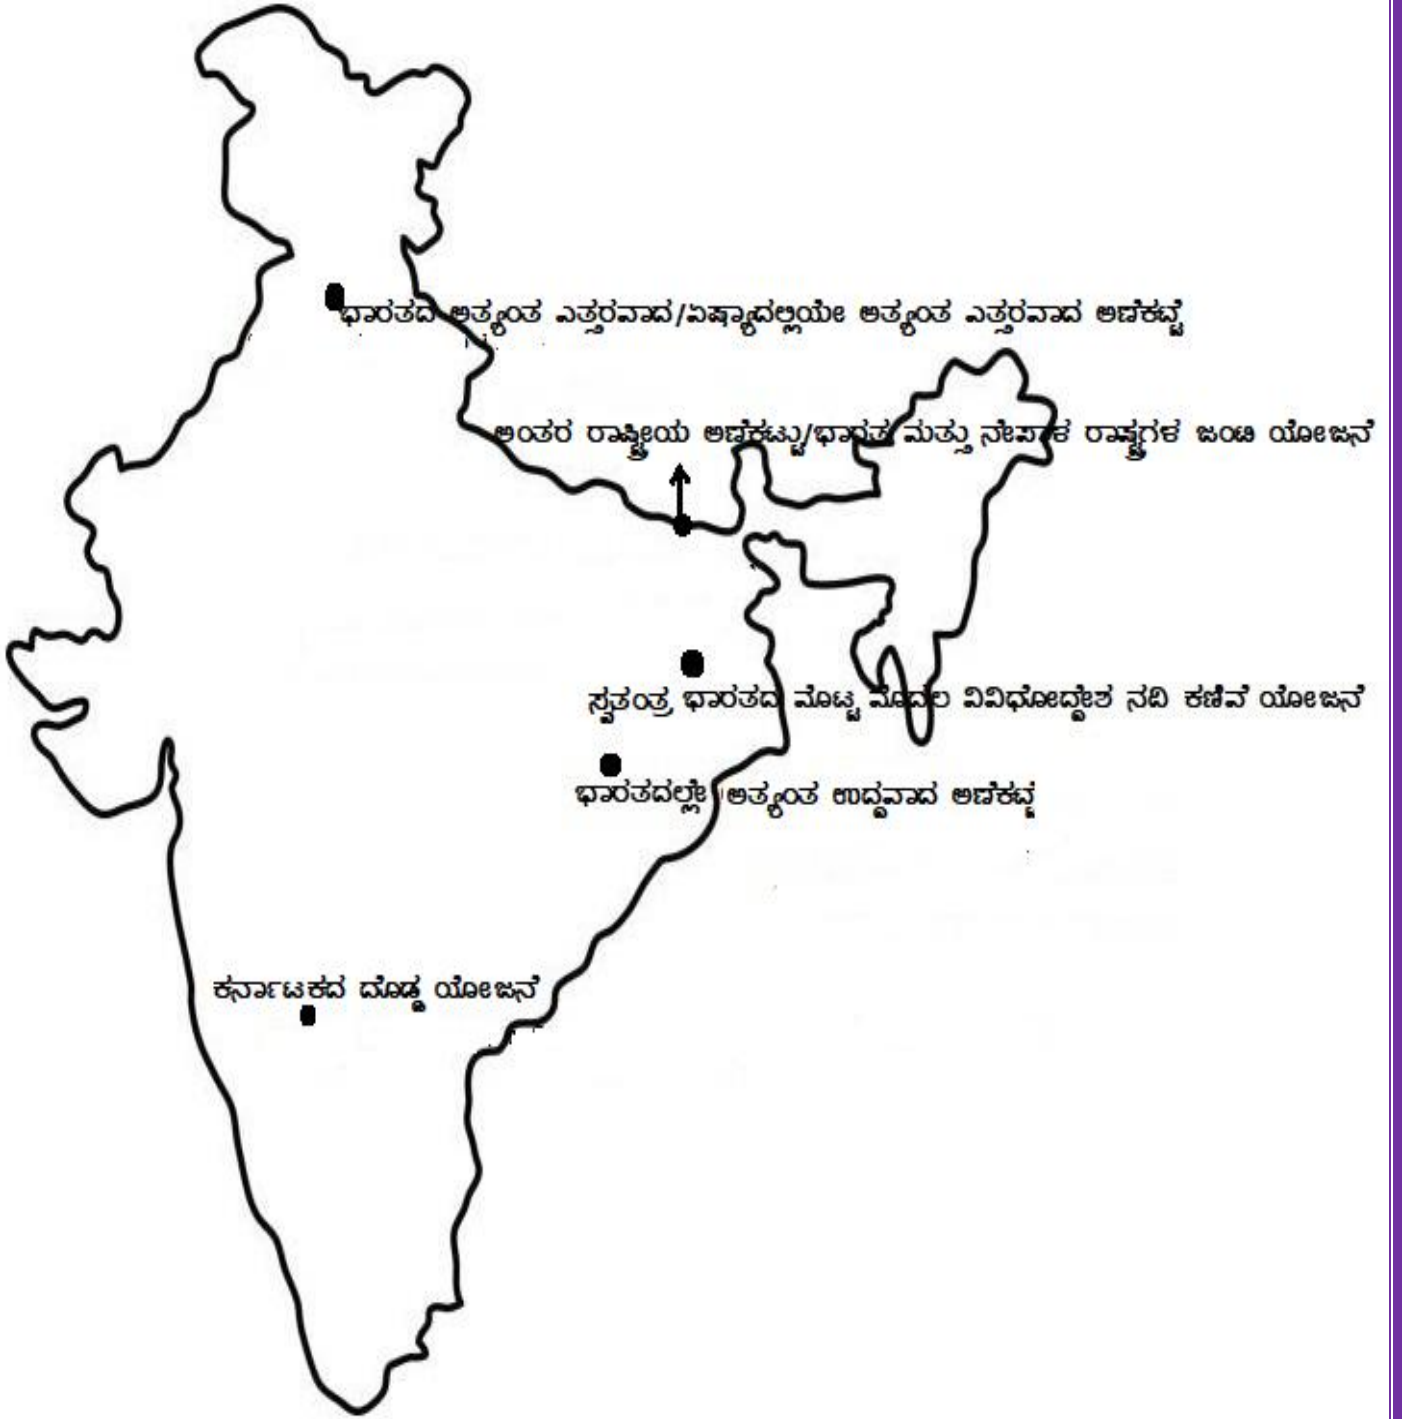 ಭಾರತದ ಅತ್ಯಂತ ಎತ್ತರವಾದ/ಏಷ್ಯಾದಲ್ಲಿಯೇ ಅತ್ಯಂತ ಎತ್ತರವಾದ ಅಣೆಕಟ್ಟೆ
ಅಂತರ ರಾಷ್ಟ್ರೀಯ ಅಣೆಕಟ್ಟು/ಭಾರತ ಮತ್ತು ನೇಪಾಳ ರಾಷ್ಟ್ರಗಳ ಜಂಟಿ ಯೋಜನೆ
ಸ್ವತಂತ್ರ ಭಾರತದ ಮೊಟ್ಟ ಮೊದಲ ವಿವಿಧೋದ್ದೇಶ ನದಿ ಕಣಿವೆ ಯೋಜನೆ
ಭಾರತದಲ್ಲೇ ಅತ್ಯಂತ ಉದ್ದವಾದ ಅಣೆಕಟ್ಟೆ
ಕರ್ನಾಟಕದ ದೊಡ್ಡ ಯೋಜನೆ